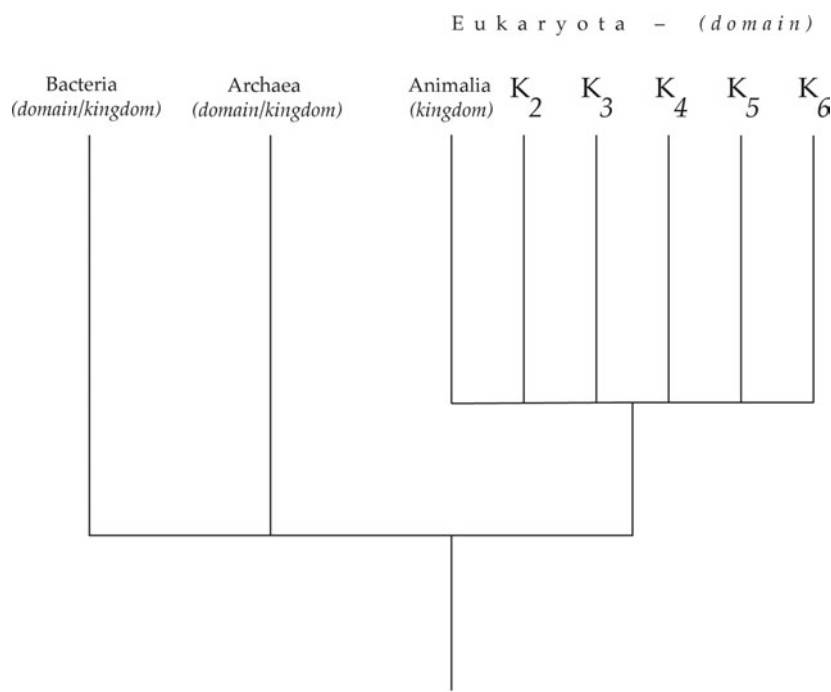 Eukaryota – (domain)
Bacteria
(domain/kingdom)
Archaea
(domain/kingdom)
Animalia
(kingdom)
K2
K3
K4
K5
K6